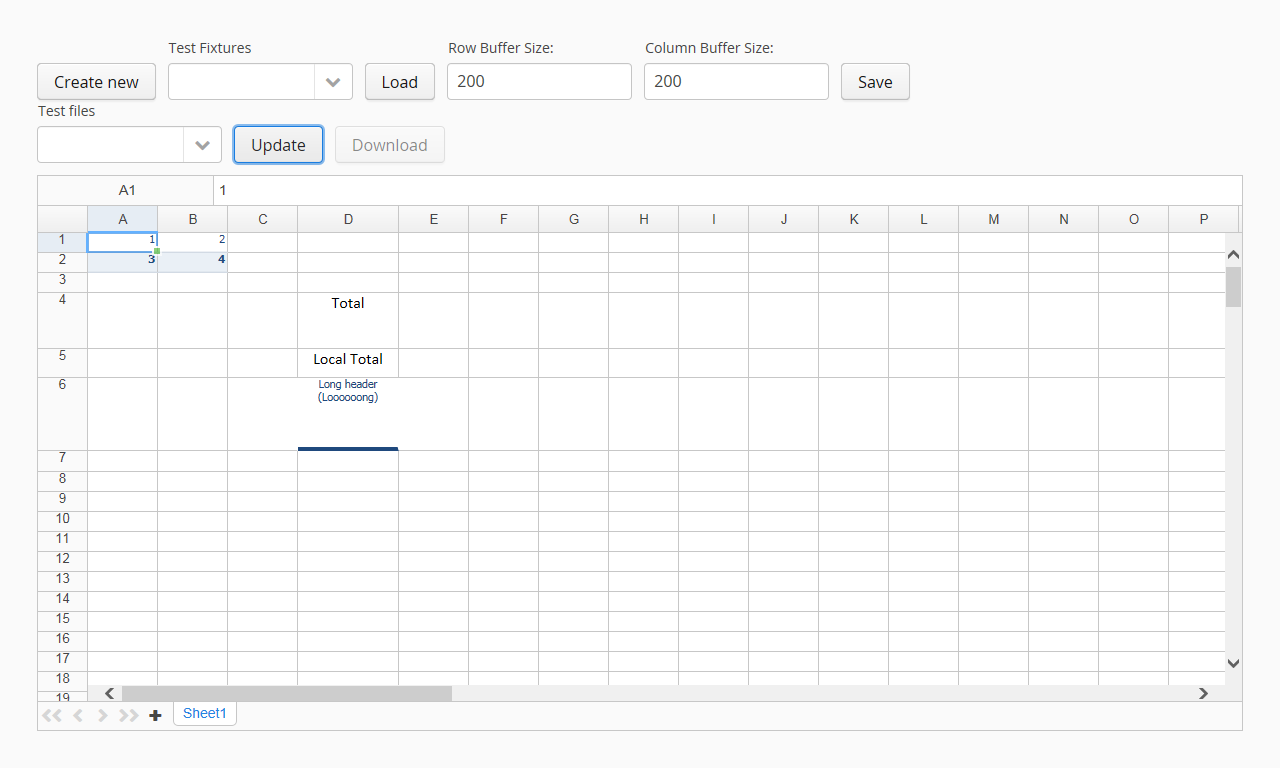 Test Fixtures Row Buffer Size: Column Buffer Size:
Create new Load 200 200 Save
Test files
Update Download
A1 1
A B C D E F G H I J K L M N O P
1 1 2
2 3 4
3
4 Total
5 Local Total
6 Long header
(Loooooong)
7
8
9
10
11
12
13
14
15
16
17
18
19
Sheet1